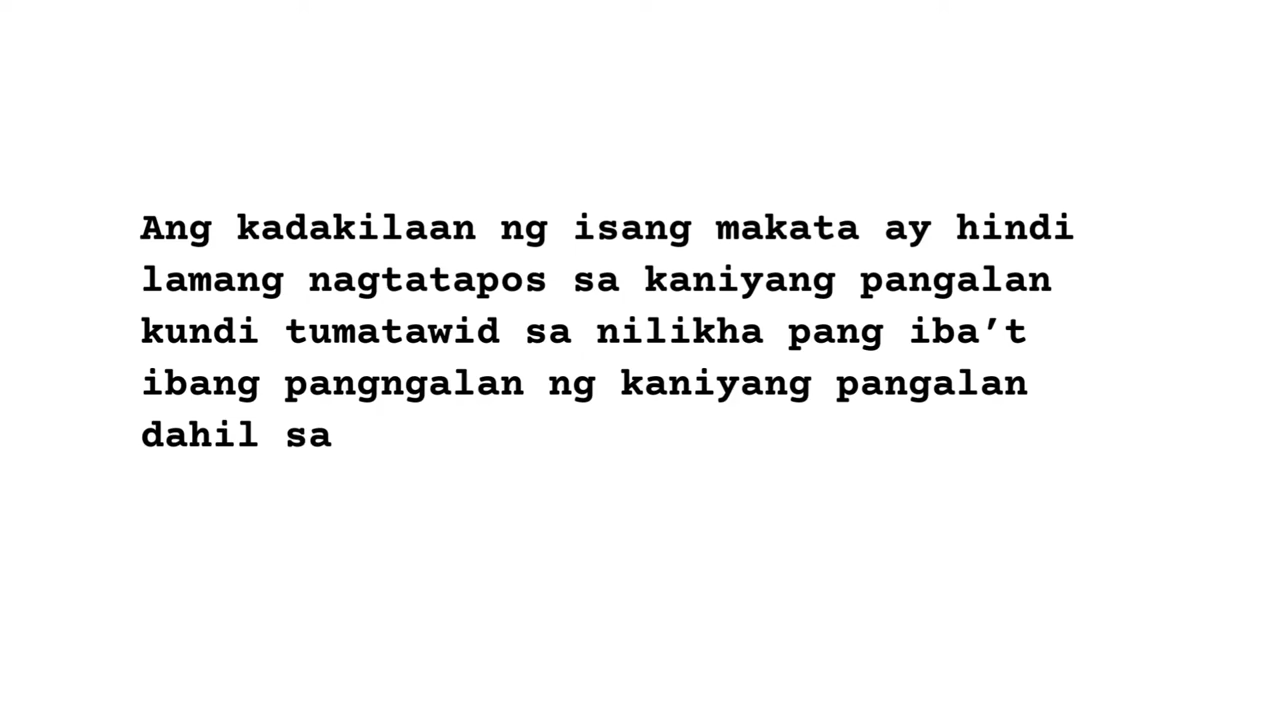 Ang kadakilaan ng isang makata ay hindi
lamang nagtatapos sa kaniyang pangalan
kundi tumatawid sa nilikha pang iba’t
ibang pangngalan ng kaniyang pangalan
dahil sa